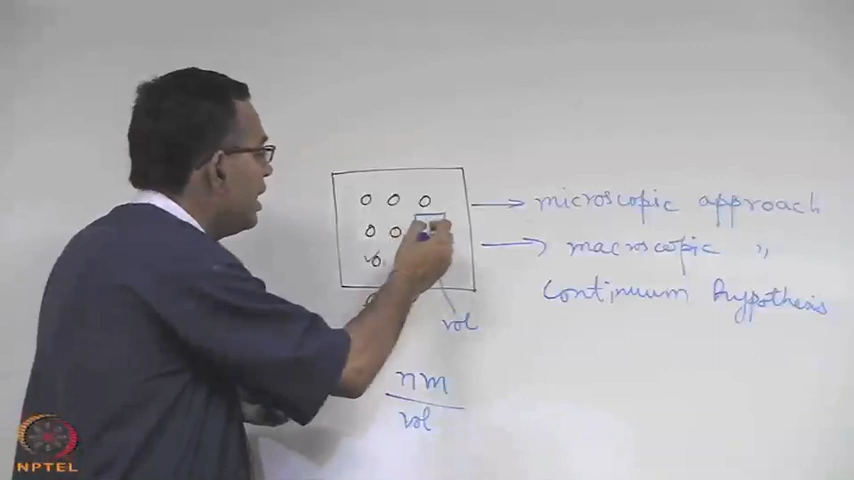 microscopic approach
macroscopic "
Continuum hypothesis
vol
nm
vol
NPTEL